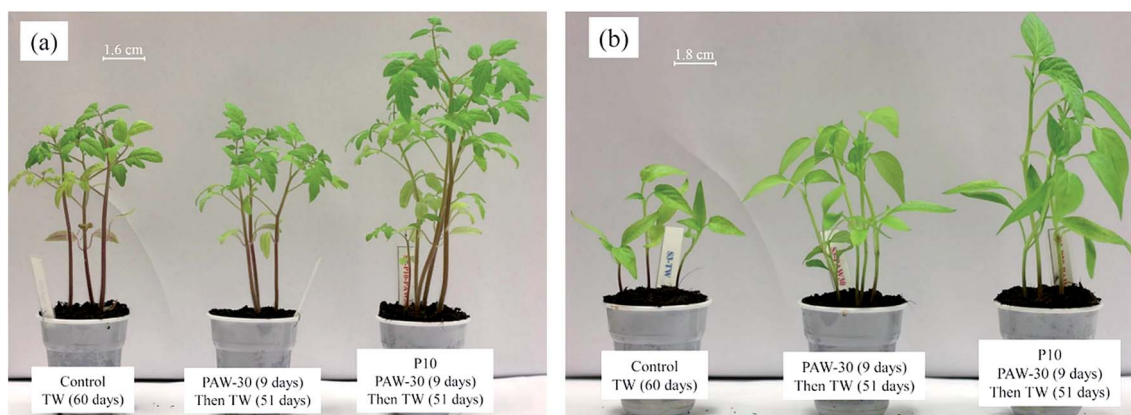 (a)
1.6 cm
Control
TW (60 days)
PAW-30 (9 days)
Then TW (51 days)
P10
PAW-30 (9 days)
Then TW (51 days)
(b)
1.8 cm
S3-TW
Control
TW (60 days)
PAW-30 (9 days)
Then TW (51 days)
P10
PAW-30 (9 days)
Then TW (51 days)